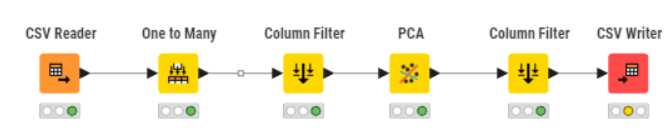 CSV Reader
One to Many
Column Filter
PCA
Column Filter
CSV Writer